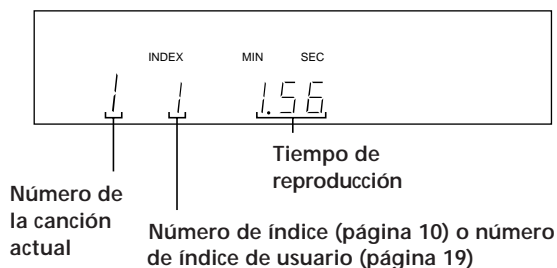 INDEX MIN SEC
1 1 1.56
Tiempo de
reproducción
Número de
la canción
actual
Número de índice (página 10) o número
de índice de usuario (página 19)